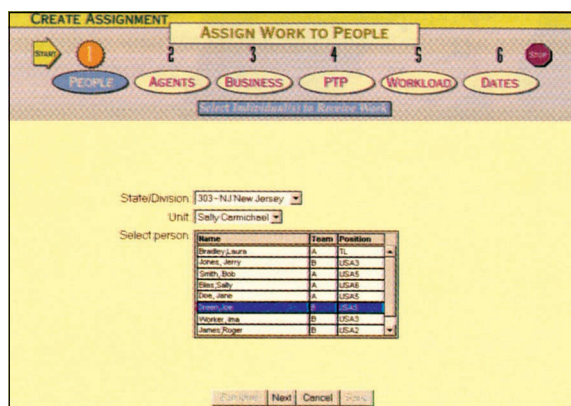 CREATE ASSIGNMENT
ASSIGN WORK TO PEOPLE
START 1 2 3 4 5 6 STOP
PEOPLE AGENTS BUSINESS PTP WORKLOAD DATES
Select Individual(s) to Receive Work
State/Division 303 - NJ New Jersey
Unit Sally Carmichael
Select person
Name Team Position
Bradley,Laura A TL
Jones, Jerry B USA3
Smith, Bob A USA5
Elias,Sally A USA6
Doe, Jane A USA5
Green,Joe B USA5
Worker, Ima B USA3
James,Roger B USA2
Next Cancel